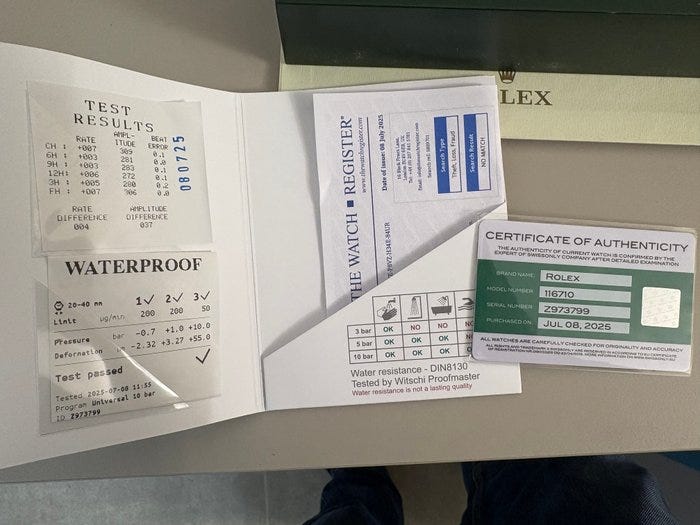 TEST
RESULTS
RATE AMPL-ITUDE BEAT ERROR
CH : +007 309 0.1
6H : +003 281 0.1
9H : +003 283 0.1
12H: +006 272 0.1
3H : +005 280 0.2
FH : +007 306 0.0
RATE DIFFERENCE AMPLITUDE DIFFERENCE
004 037
080725
WATERPROOF
20-40 mm 1✓ 2✓ 3✓
Limit µg/min 200 200 50
Pressure bar -0.7 +1.0 +10.0
Deformation µm -2.32 +3.27 +55.0
Test passed ✓
Tested 2025-07-08 11:55
Program Universal 10 bar
ID Z973799
THE WATCH ■ REGISTER®
www.thewatchregister.com
Date of issue: 08 July 2025
Search Type
Theft, Loss, Fraud
Search Result
NO MATCH
3 bar OK NO NO
5 bar OK OK NO
10 bar OK OK OK
Water resistance - DIN8130
Tested by Witschi Proofmaster
Water resistance is not a lasting quality
LEX
CERTIFICATE OF AUTHENTICITY
THE AUTHENTICITY OF CURRENT WATCH IS CONFIRMED BY THE
EXPERT OF SWISSONLY COMPANY AFTER DETAILED EXAMINATION
BRAND NAME: ROLEX
MODEL NUMBER 116710
SERIAL NUMBER Z973799
PURCHASED ON JUL 08, 2025
ALL WATCHES ARE CAREFULLY CHECKED FOR ORIGINALITY AND ACCURACY